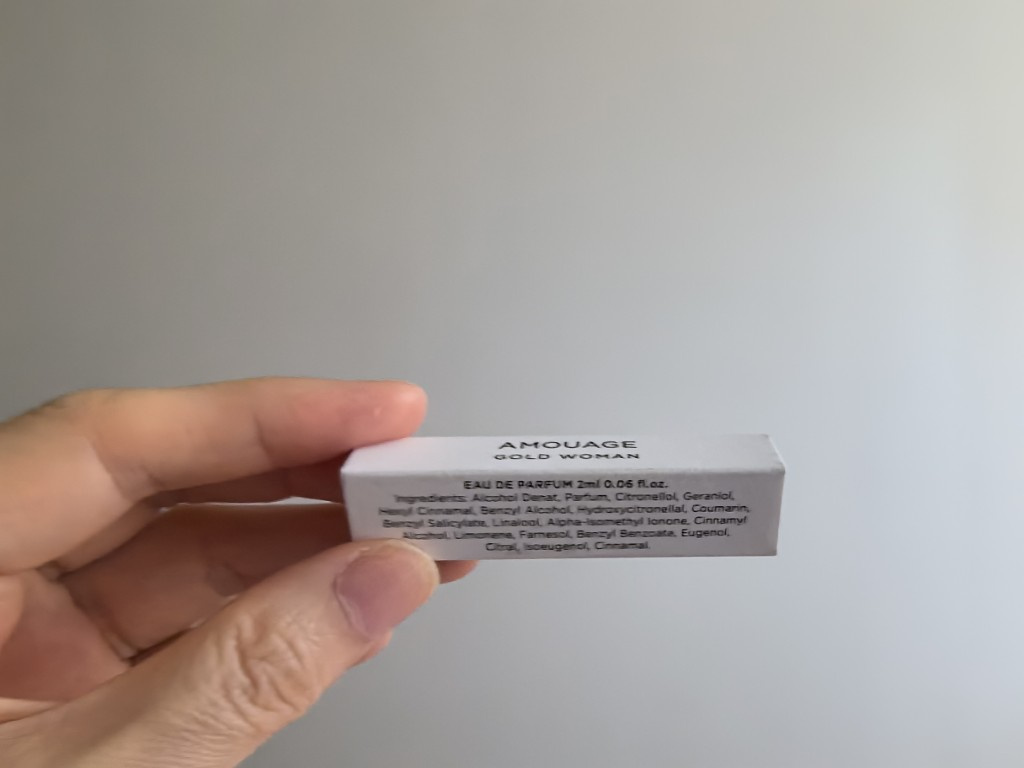 AMOUAGE
GOLD WOMAN
EAU DE PARFUM 2ml 0.06 fl.oz.
Ingredients: Alcohol Denat, Parfum, Citronellol, Geraniol,
Hexyl Cinnamal, Benzyl Alcohol, Hydroxycitronellal, Coumarin,
Benzyl Salicylate, Linalool, Alpha-Isomethyl Ionone, Cinnamyl
Alcohol, Limonene, Farnesol, Benzyl Benzoate, Eugenol,
Citral, Isoeugenol, Cinnamal.